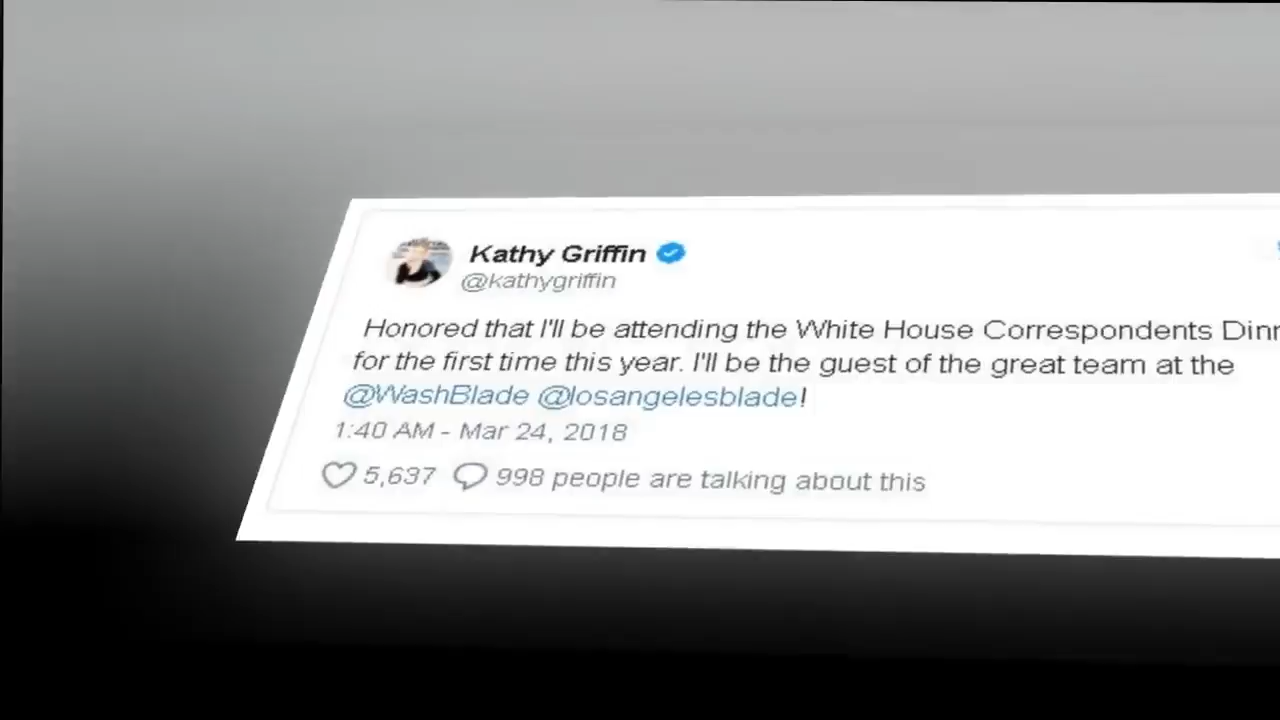 Kathy Griffin
@kathygriffin
Honored that I'll be attending the White House Correspondents
for the first time this year. I'll be the guest of the great team at the
@WashBlade @losangelesblade!
1:40 AM - Mar 24, 2018
5,637 998 people are talking about this